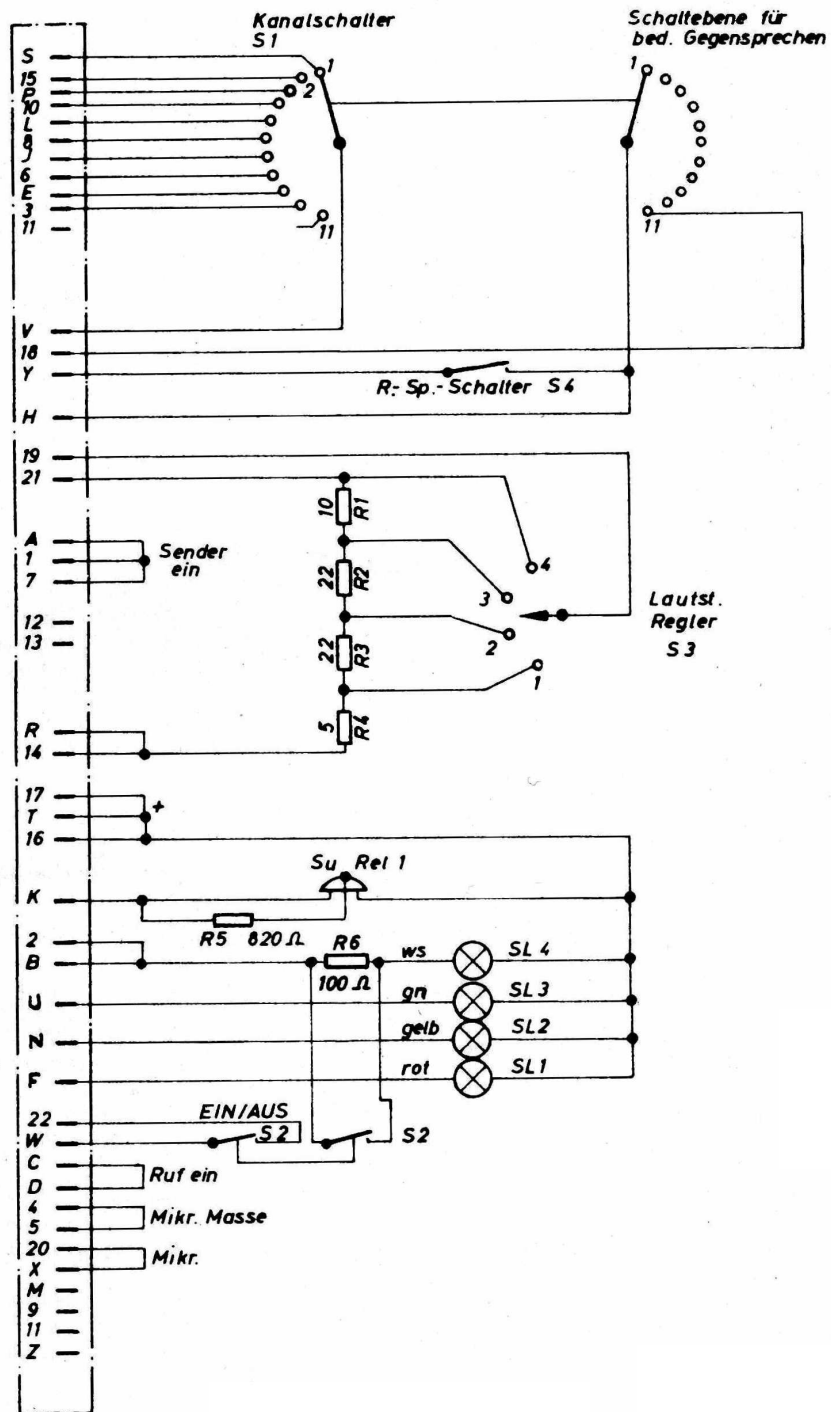 Kanalschalter
S1
Schaltebene für
bed. Gegensprechen
S
1
1
15
2
P
10
L
8
J
6
E
3
11
11
11
V
18
Y
R.-Sp.-Schalter S4
H
19
21
10
R1
A
Sender
ein
1
4
7
22
R2
3
Lautst.
Regler
S3
12
13
2
22
R3
1
5
R4
R
14
17
+
T
16
Su Rel 1
K
R5 820 Ω
2
R6
B
ws
SL4
100 Ω
U
gn
SL3
N
gelb
SL2
F
rot
SL1
22
EIN/AUS
W
S2
S2
C
Ruf ein
D
4
Mikr. Masse
5
20
Mikr.
X
M
9
11
Z